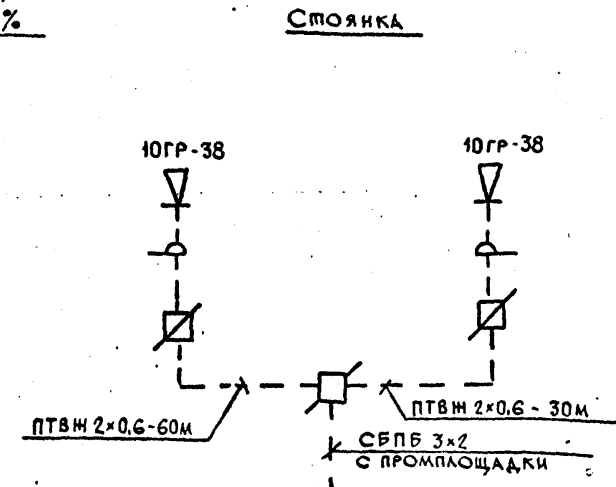 %
Стоянка
10ГР-38
10ГР-38
ПТВЖ 2×0,6-60м
ПТВЖ 2×0,6 - 30м
СБПБ 3×2
С ПРОМПЛОЩАДКИ